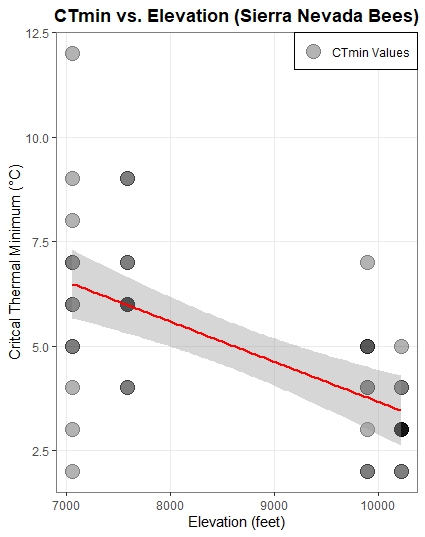 CTmin vs. Elevation (Sierra Nevada Bees)
CTmin Values
12.5
10.0
7.5
5.0
2.5
Critcal Thermal Minimum (°C)
7000 8000 9000 10000
Elevation (feet)